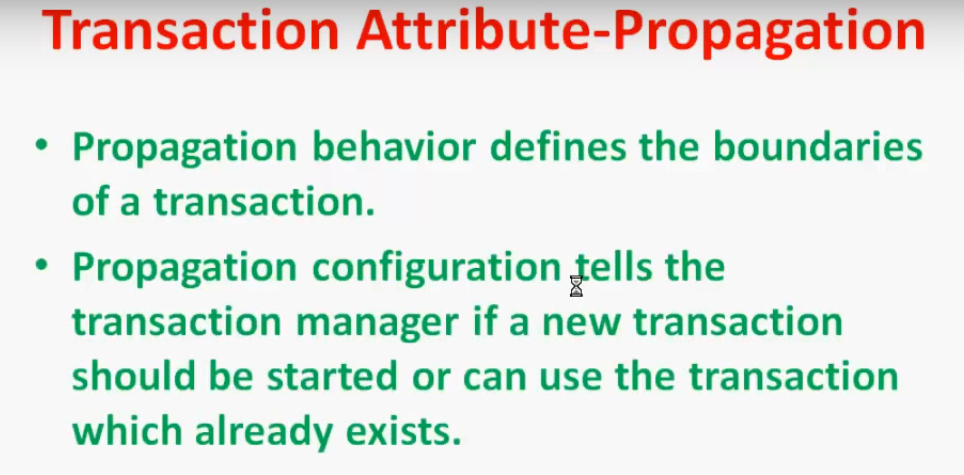 Transaction Attribute-Propagation
• Propagation behavior defines the boundaries
of a transaction.
• Propagation configuration tells the
transaction manager if a new transaction
should be started or can use the transaction
which already exists.